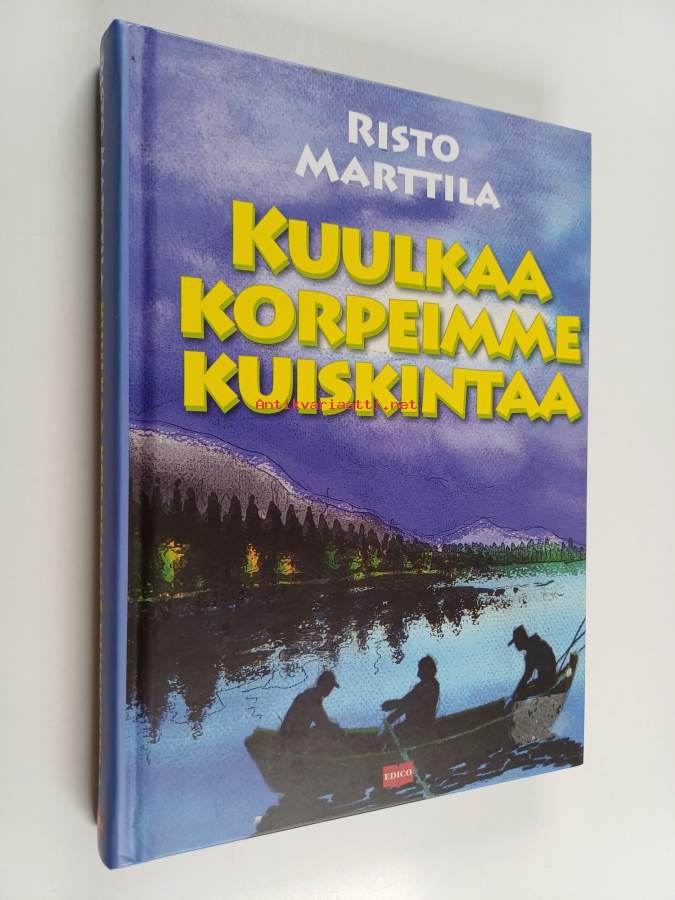 RISTO
MARTTILA
KUULKAA
KORPEIMME
KUISKINTAA
Antikvariaatti.net
EDICO